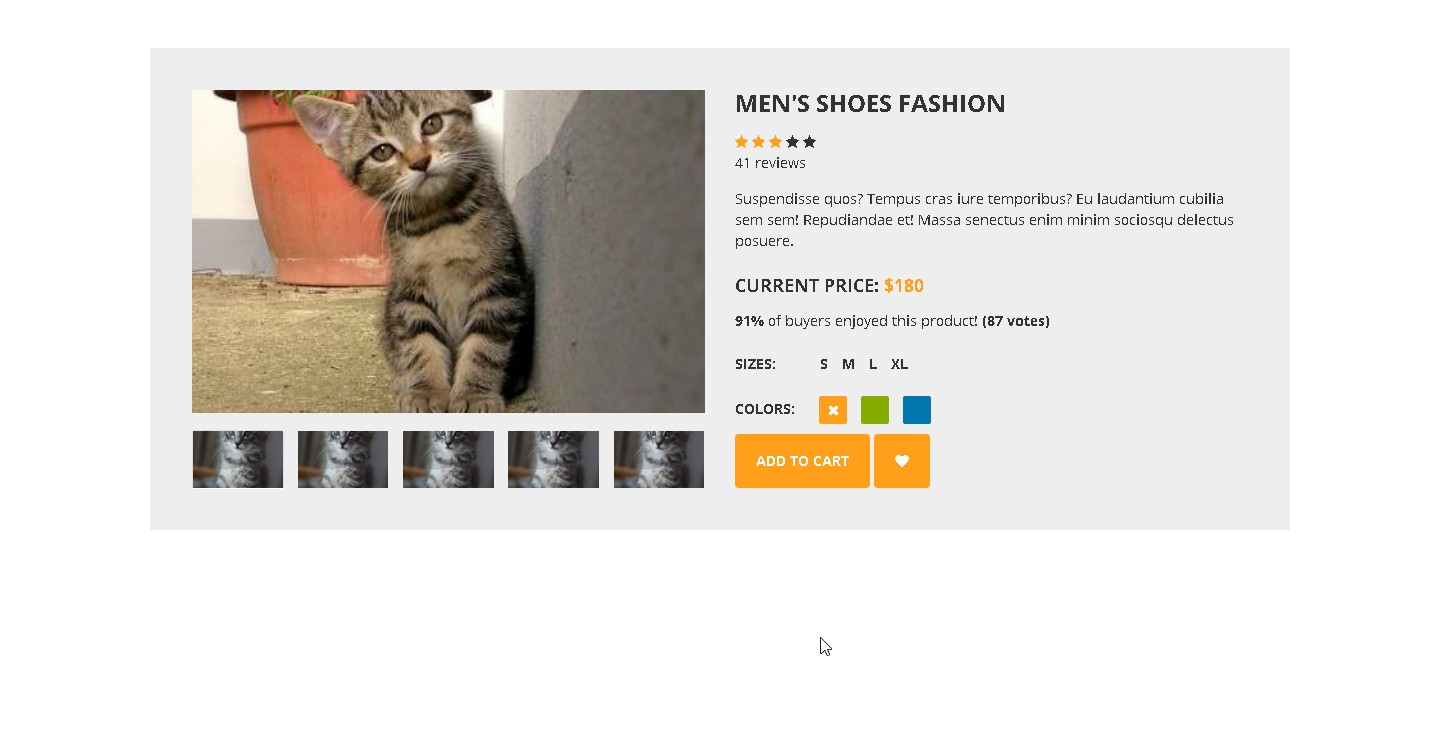 MEN'S SHOES FASHION
41 reviews
Suspendisse quos? Tempus cras iure temporibus? Eu laudantium cubilia
sem sem! Repudiandae et! Massa senectus enim minim sociosqu delectus
posuere.
CURRENT PRICE: $180
91% of buyers enjoyed this product! (87 votes)
SIZES: S M L XL
COLORS:
ADD TO CART